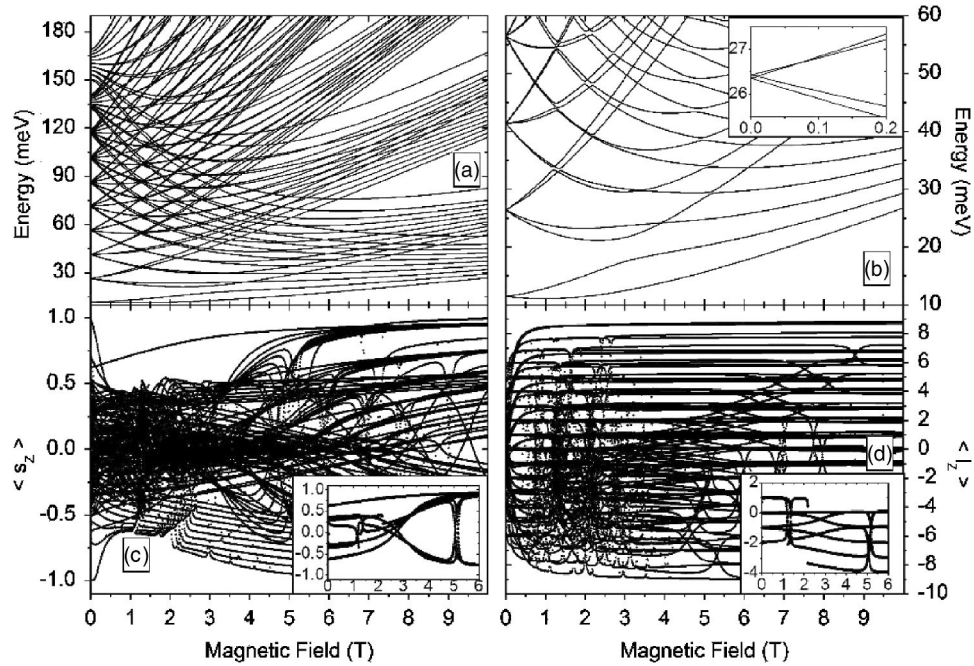 180
150
120
90
60
30
Energy (meV)
(a)
60
50
40
30
20
10
Energy (meV)
(b)
27
26
0.0 0.1 0.2
1.0
0.5
0.0
-0.5
-1.0
< s_z >
(c)
1.0
0.5
0.0
-0.5
-1.0
0 1 2 3 4 5 6
0 1 2 3 4 5 6 7 8 9
Magnetic Field (T)
8
6
4
2
0
-2
-4
-6
-8
-10
< l_z >
(d)
2
0
-2
-4
0 1 2 3 4 5 6
0 1 2 3 4 5 6 7 8 9
Magnetic Field (T)